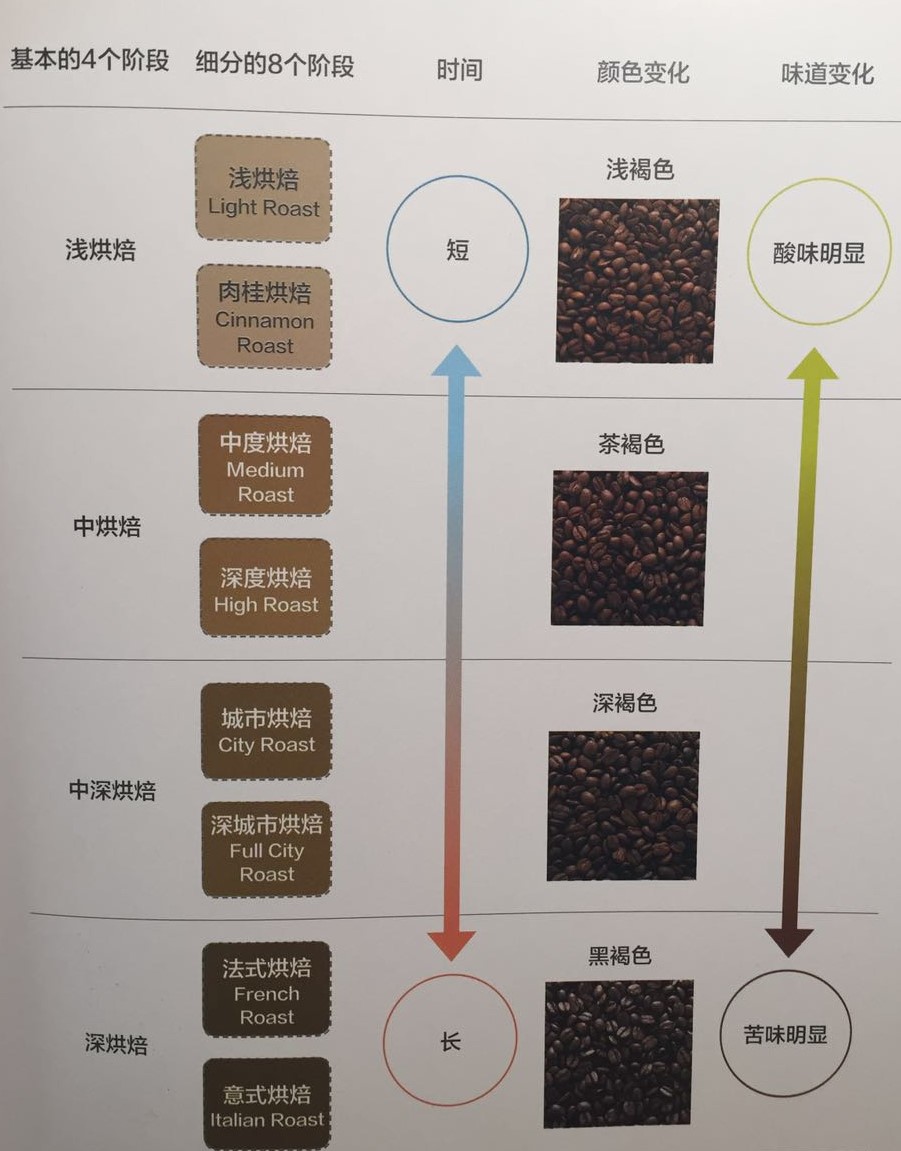 基本的4个阶段
细分的8个阶段
时间
颜色变化
味道变化
浅烘焙
浅烘焙
Light Roast
肉桂烘焙
Cinnamon
Roast
短
浅褐色
酸味明显
中烘焙
中度烘焙
Medium
Roast
深度烘焙
High Roast
茶褐色
中深烘焙
城市烘焙
City Roast
深城市烘焙
Full City
Roast
深褐色
深烘焙
法式烘焙
French
Roast
意式烘焙
Italian Roast
长
黑褐色
苦味明显